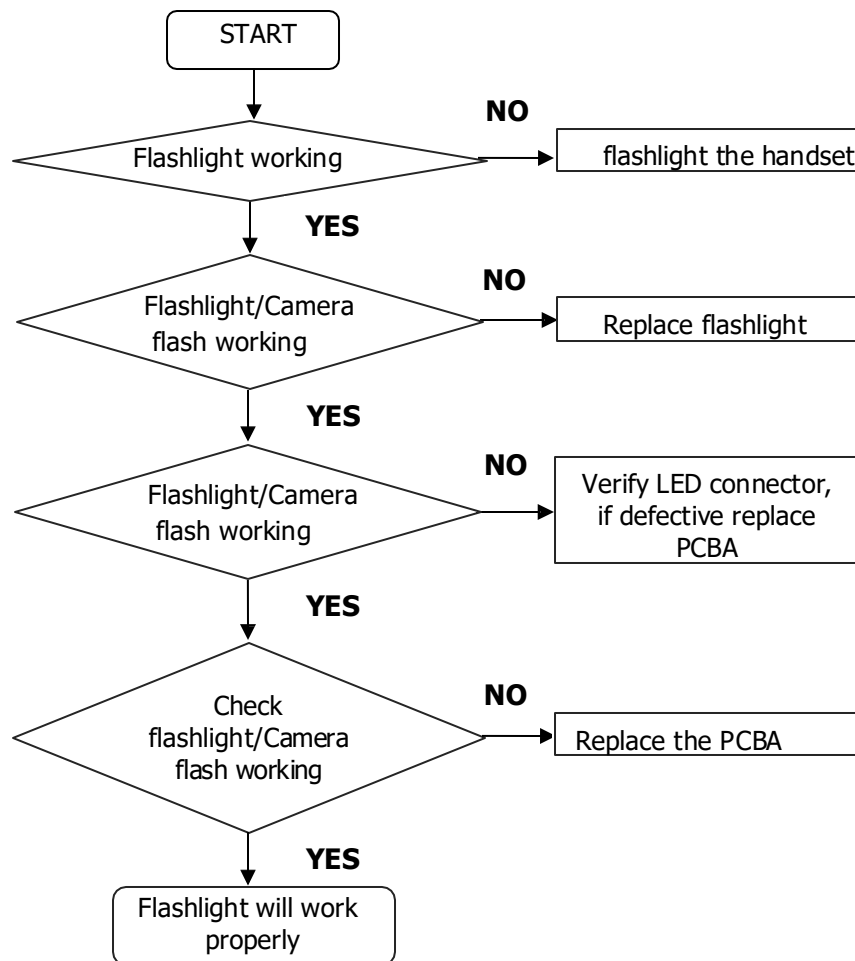 START
NO
Flashlight working
flashlight the handset
YES
NO
Flashlight/Camera
flash working
Replace flashlight
YES
NO
Flashlight/Camera
flash working
Verify LED connector,
if defective replace
PCBA
YES
NO
Check
flashlight/Camera
flash working
Replace the PCBA
YES
Flashlight will work
properly